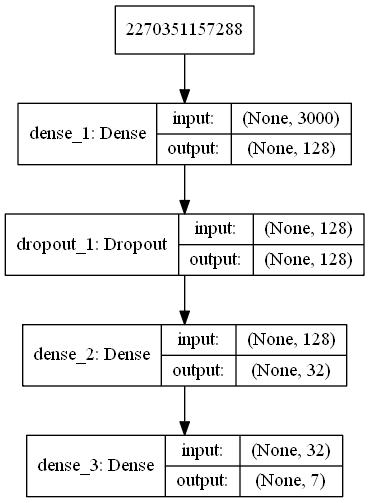 2270351157288
dense_1: Dense
input:
(None, 3000)
output:
(None, 128)
dropout_1: Dropout
input:
(None, 128)
output:
(None, 128)
dense_2: Dense
input:
(None, 128)
output:
(None, 32)
dense_3: Dense
input:
(None, 32)
output:
(None, 7)